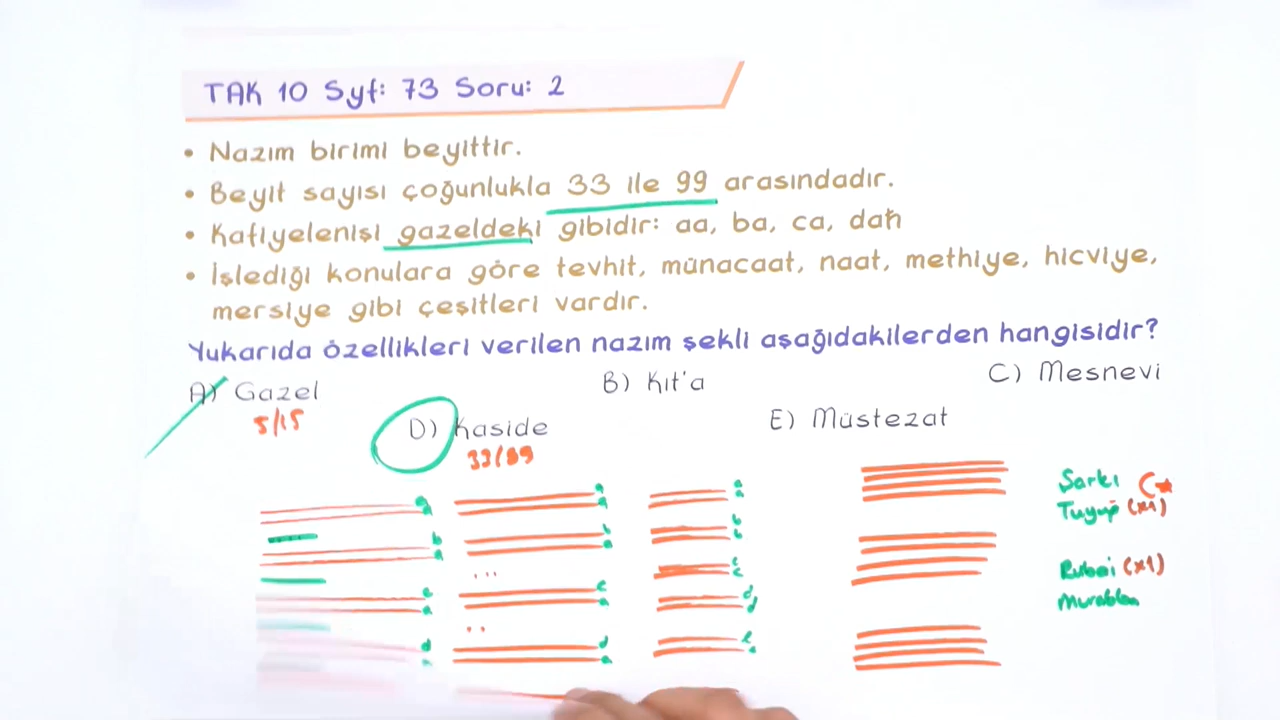 TAK 10 Syf: 73 Soru: 2
• Nazım birimi beyittir.
• Beyit sayısı çoğunlukla 33 ile 99 arasındadır.
• Kafiyelenişi gazeldeki gibidir: aa, ba, ca, da
• İşlediği konulara göre tevhit, münacaat, naat, methiye, hicviye,
mersiye gibi çeşitleri vardır.
Yukarıda özellikleri verilen nazım şekli aşağıdakilerden hangisidir?
A) Gazel B) Kıt'a C) Mesnevi
5/15
D) Kaside E) Müstezat
33/99
a a a a
b a b a b b
c a c a c c
d a d a d d
e e
Şarkı
Tuyuğ (x1)
Rubai (x1)